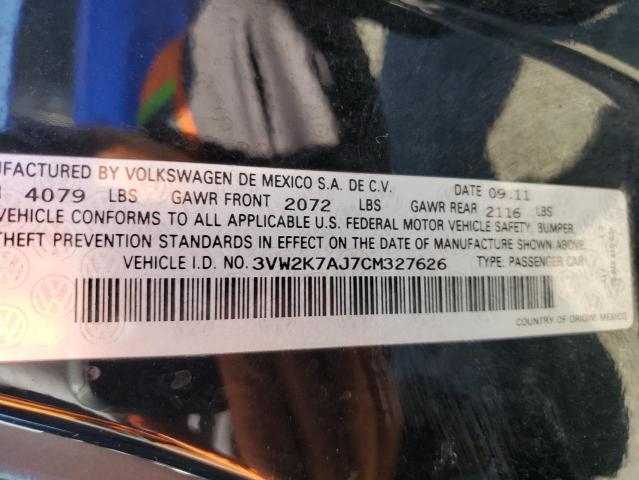 UFACTURED BY VOLKSWAGEN DE MEXICO S.A. DE C.V. DATE 09.11
4079 LBS GAWR FRONT 2072 LBS GAWR REAR 2116 LBS
VEHICLE CONFORMS TO ALL APPLICABLE U.S. FEDERAL MOTOR VEHICLE SAFETY, BUMPER,
THEFT PREVENTION STANDARDS IN EFFECT ON THE DATE OF MANUFACTURE SHOWN ABOVE.
VEHICLE I.D. NO. 3VW2K7AJ7CM327626 TYPE: PASSENGER CAR
COUNTRY OF ORIGIN: MEXICO